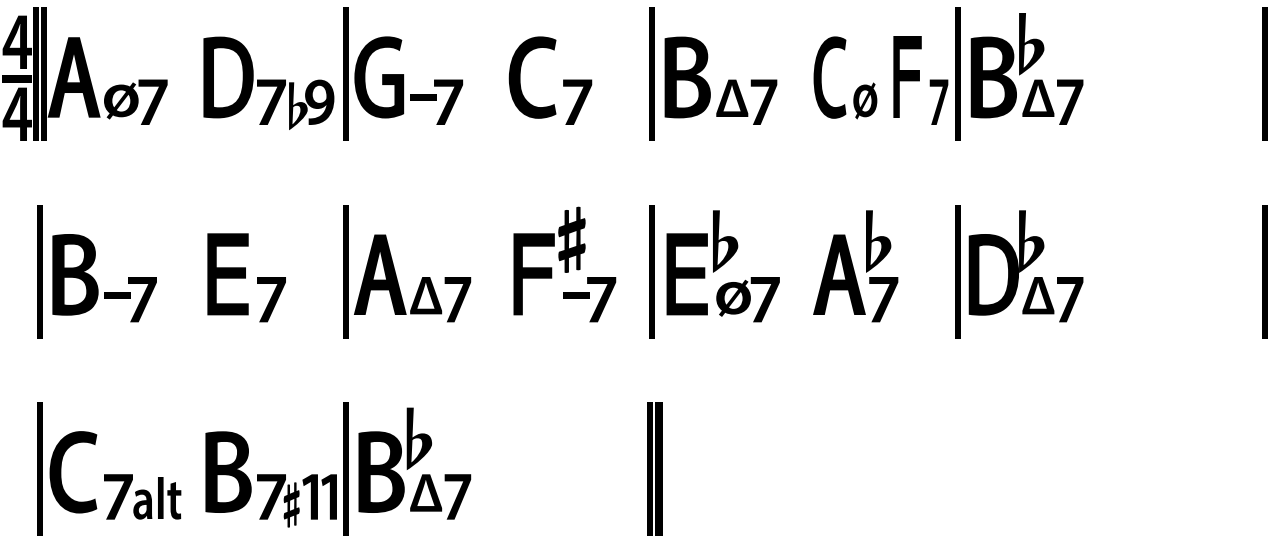 4/4 Aø7 D7♭9 | G–7 C7 | BΔ7 Cø F7 | B♭Δ7 |
| B–7 E7 | AΔ7 F♯–7 | E♭ø7 A♭7 | D♭Δ7 |
| C7alt B7♯11 | B♭Δ7 ||